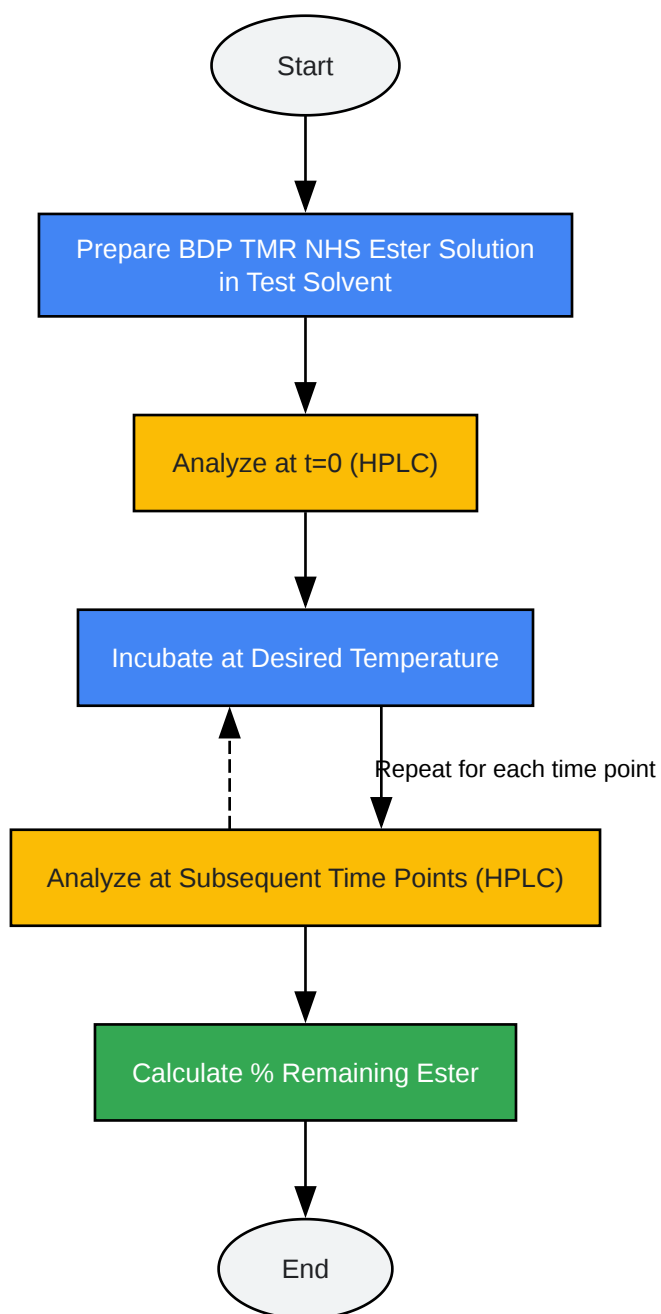 Start
Prepare BDP TMR NHS Ester Solution
in Test Solvent
Analyze at t=0 (HPLC)
Incubate at Desired Temperature
Repeat for each time point
Analyze at Subsequent Time Points (HPLC)
Calculate % Remaining Ester
End